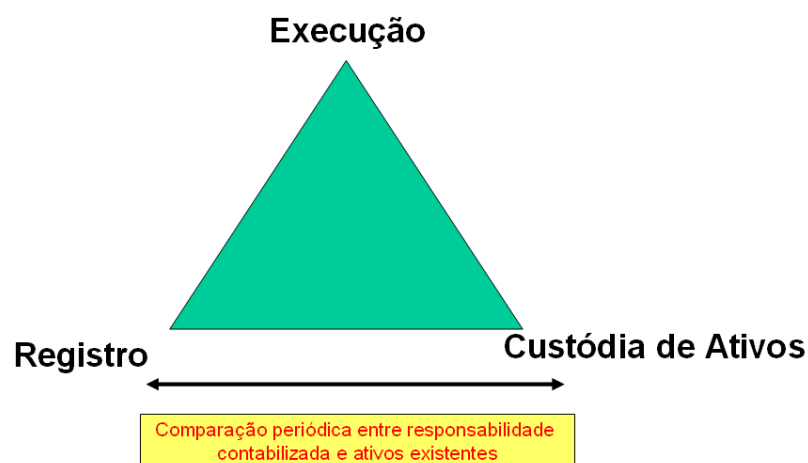 Execução
Registro
Custódia de Ativos
Comparação periódica entre responsabilidade
contabilizada e ativos existentes